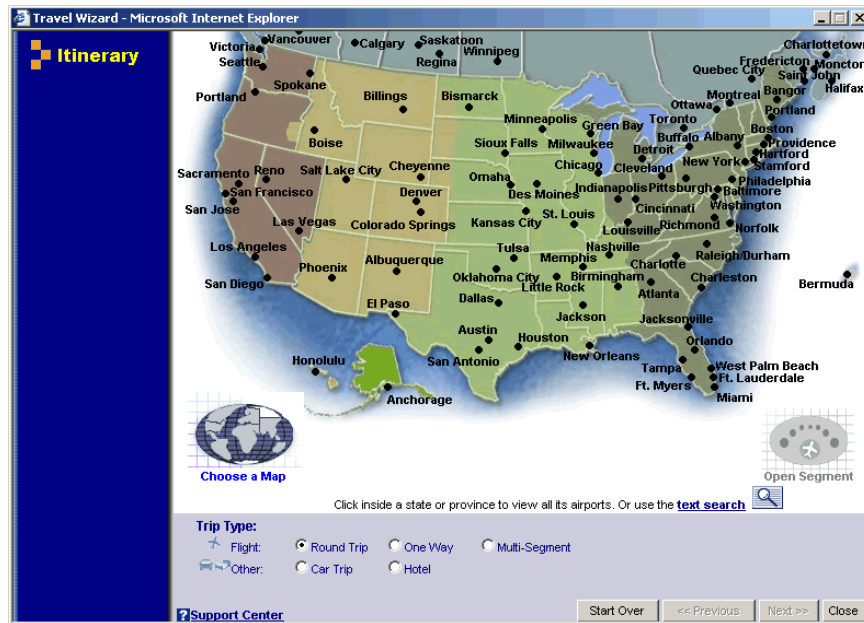 Travel Wizard - Microsoft Internet Explorer
Itinerary
Victoria
Vancouver
Calgary
Saskatoon
Regina
Winnipeg
Charlottetown
Fredericton
Moncton
Saint John
Halifax
Quebec City
Seattle
Spokane
Portland
Billings
Bismarck
Minneapolis
Green Bay
Ottawa
Montreal
Bangor
Portland
Toronto
Boise
Sioux Falls
Milwaukee
Detroit
Buffalo
Albany
Boston
Providence
Hartford
Stamford
Sacramento
Reno
Salt Lake City
Cheyenne
Omaha
Chicago
Cleveland
New York
Philadelphia
San Francisco
Denver
Des Moines
Indianapolis
Pittsburgh
Baltimore
San Jose
Colorado Springs
Kansas City
St. Louis
Cincinnati
Washington
Las Vegas
Louisville
Richmond
Norfolk
Los Angeles
Phoenix
Albuquerque
Tulsa
Memphis
Nashville
Charlotte
Raleigh/Durham
San Diego
Oklahoma City
Little Rock
Birmingham
Atlanta
Charleston
Bermuda
El Paso
Dallas
Jackson
Jacksonville
Austin
Houston
New Orleans
Orlando
Honolulu
San Antonio
Tampa
West Palm Beach
Ft. Lauderdale
Ft. Myers
Miami
Anchorage
Choose a Map
Open Segment
Click inside a state or province to view all its airports. Or use the text search
Trip Type:
Flight: Round Trip One Way Multi-Segment
Other: Car Trip Hotel
?Support Center
Start Over << Previous Next >> Close